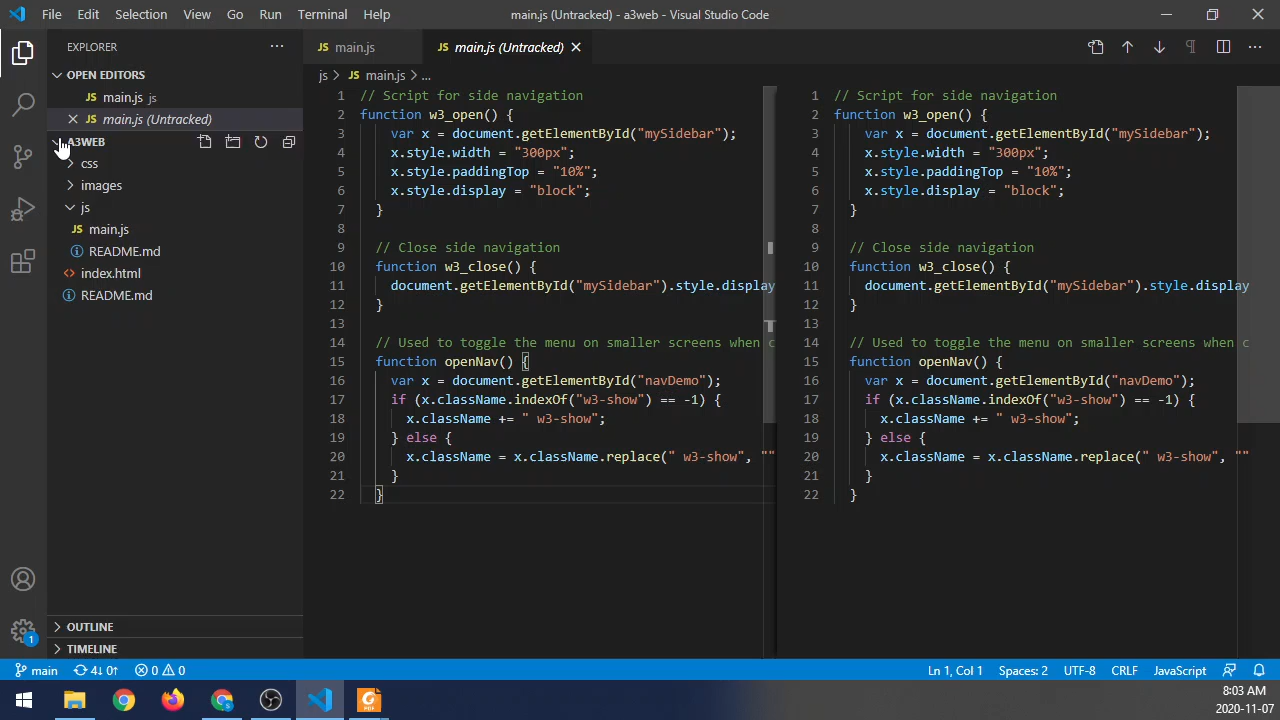 File Edit Selection View Go Run Terminal Help main.js (Untracked) - a3web - Visual Studio Code
EXPLORER
OPEN EDITORS
JS main.js js
JS main.js (Untracked)
A3WEB
css
images
js
JS main.js
README.md
index.html
README.md
OUTLINE
TIMELINE
JS main.js JS main.js (Untracked)
js > JS main.js > ...
1 // Script for side navigation
2 function w3_open() {
3 var x = document.getElementById("mySidebar");
4 x.style.width = "300px";
5 x.style.paddingTop = "10%";
6 x.style.display = "block";
7 }
8
9 // Close side navigation
10 function w3_close() {
11 document.getElementById("mySidebar").style.display
12 }
13
14 // Used to toggle the menu on smaller screens when c
15 function openNav() {
16 var x = document.getElementById("navDemo");
17 if (x.className.indexOf("w3-show") == -1) {
18 x.className += " w3-show";
19 } else {
20 x.className = x.className.replace(" w3-show", ""
21 }
22 }
1 // Script for side navigation
2 function w3_open() {
3 var x = document.getElementById("mySidebar");
4 x.style.width = "300px";
5 x.style.paddingTop = "10%";
6 x.style.display = "block";
7 }
8
9 // Close side navigation
10 function w3_close() {
11 document.getElementById("mySidebar").style.display
12 }
13
14 // Used to toggle the menu on smaller screens when c
15 function openNav() {
16 var x = document.getElementById("navDemo");
17 if (x.className.indexOf("w3-show") == -1) {
18 x.className += " w3-show";
19 } else {
20 x.className = x.className.replace(" w3-show", ""
21 }
22 }
1
main 4↓ 0↑ 0 0 Ln 1, Col 1 Spaces: 2 UTF-8 CRLF JavaScript
PDF
8:03 AM
2020-11-07